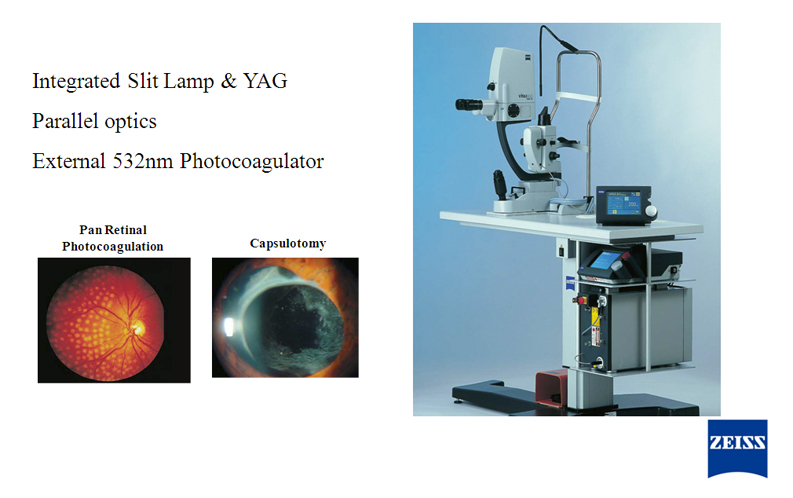 Integrated Slit Lamp & YAG
Parallel optics
External 532nm Photocoagulator
Pan Retinal
Photocoagulation
Capsulotomy
ZEISS